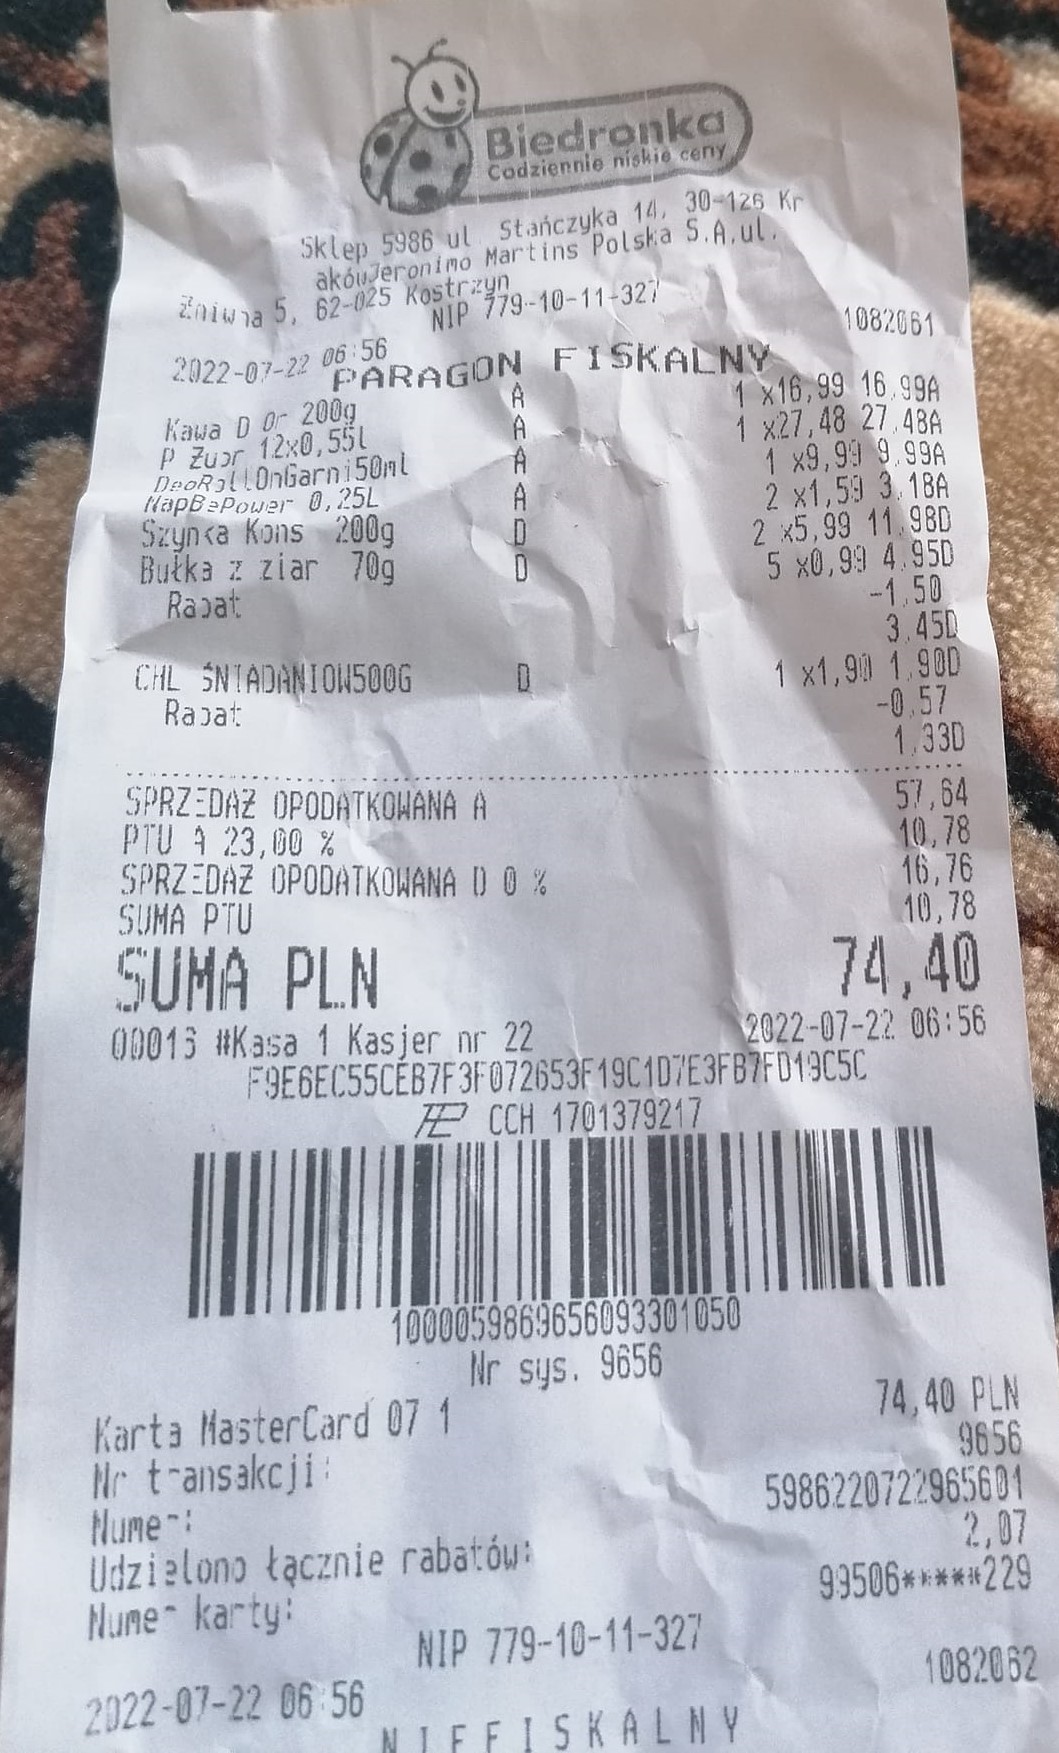 Biedronka
Codziennie niskie ceny
Sklep 5986 ul Stańczyka 14, 30-126 Kr
akówJeronimo Martins Polska S.A.ul.
Żniwna 5, 62-025 Kostrzyn
NIP 779-10-11-327
2022-07-22 06:56 1082061
PARAGON FISKALNY
Kawa D Or 200g A 1 x16,99 16,99A
P Żubr 12x0,55l A 1 x27,48 27,48A
DeoRollOnGarni50ml A 1 x9,99 9,99A
NapBePower 0,25L A 2 x1,59 3,18A
Szynka Kons 200g D 2 x5,99 11,98D
Bułka z ziar 70g D 5 x0,99 4,95D
Rabat -1,50
3,45D
CHL ŚNIADANIOW500G D 1 x1,90 1,90D
Rabat -0,57
1,33D
SPRZEDAŻ OPODATKOWANA A 57,64
PTU A 23,00 % 10,78
SPRZEDAŻ OPODATKOWANA D 0 % 16,76
SUMA PTU 10,78
SUMA PLN 74,40
00013 #Kasa 1 Kasjer nr 22 2022-07-22 06:56
F9E6EC55CEB7F3F072653F19C1D7E3FB7FD19C5C
CCH 1701379217
1000059869656093301050
Nr sys. 9656
Karta MasterCard 07 1 74,40 PLN
Nr transakcji: 9656
Numer: 5986220722965601
Udzielono łącznie rabatów: 2,07
Numer karty: 99506*****229
NIP 779-10-11-327
2022-07-22 06:56 1082062
NIEFISKALNY